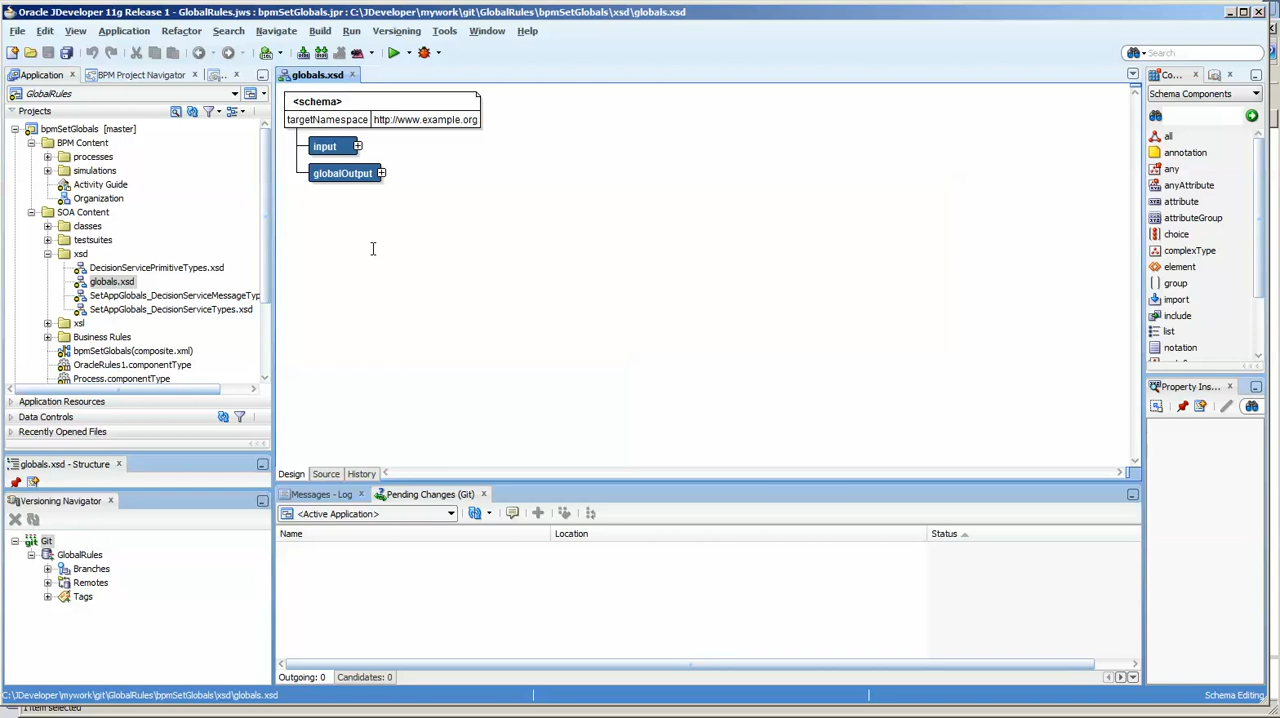 Oracle JDeveloper 11g Release 1 - GlobalRules.jws : bpmSetGlobals.jpr : C:\JDeveloper\mywork\git\GlobalRules\bpmSetGlobals\xsd\globals.xsd
File Edit View Application Refactor Search Navigate Build Run Versioning Tools Window Help
Search
Application BPM Project Navigator
globals.xsd
Co...
GlobalRules
Schema Components
Projects
bpmSetGlobals [master]
BPM Content
processes
simulations
Activity Guide
Organization
SOA Content
classes
testsuites
xsd
DecisionServicePrimitiveTypes.xsd
globals.xsd
SetAppGlobals_DecisionServiceMessageTyp
SetAppGlobals_DecisionServiceTypes.xsd
xsl
Business Rules
bpmSetGlobals(composite.xml)
OracleRules1.componentType
Process.componentType
Application Resources
Data Controls
Recently Opened Files
<schema>
targetNamespace http://www.example.org
input
globalOutput
all
annotation
any
anyAttribute
attribute
attributeGroup
choice
complexType
element
group
import
include
list
notation
Property Ins...
Design Source History
globals.xsd - Structure
Versioning Navigator
Git
GlobalRules
Branches
Remotes
Tags
Messages - Log Pending Changes (Git)
<Active Application>
Name Location Status
Outgoing: 0 Candidates: 0
C:\JDeveloper\mywork\git\GlobalRules\bpmSetGlobals\xsd\globals.xsd
Schema Editing
1 item selected